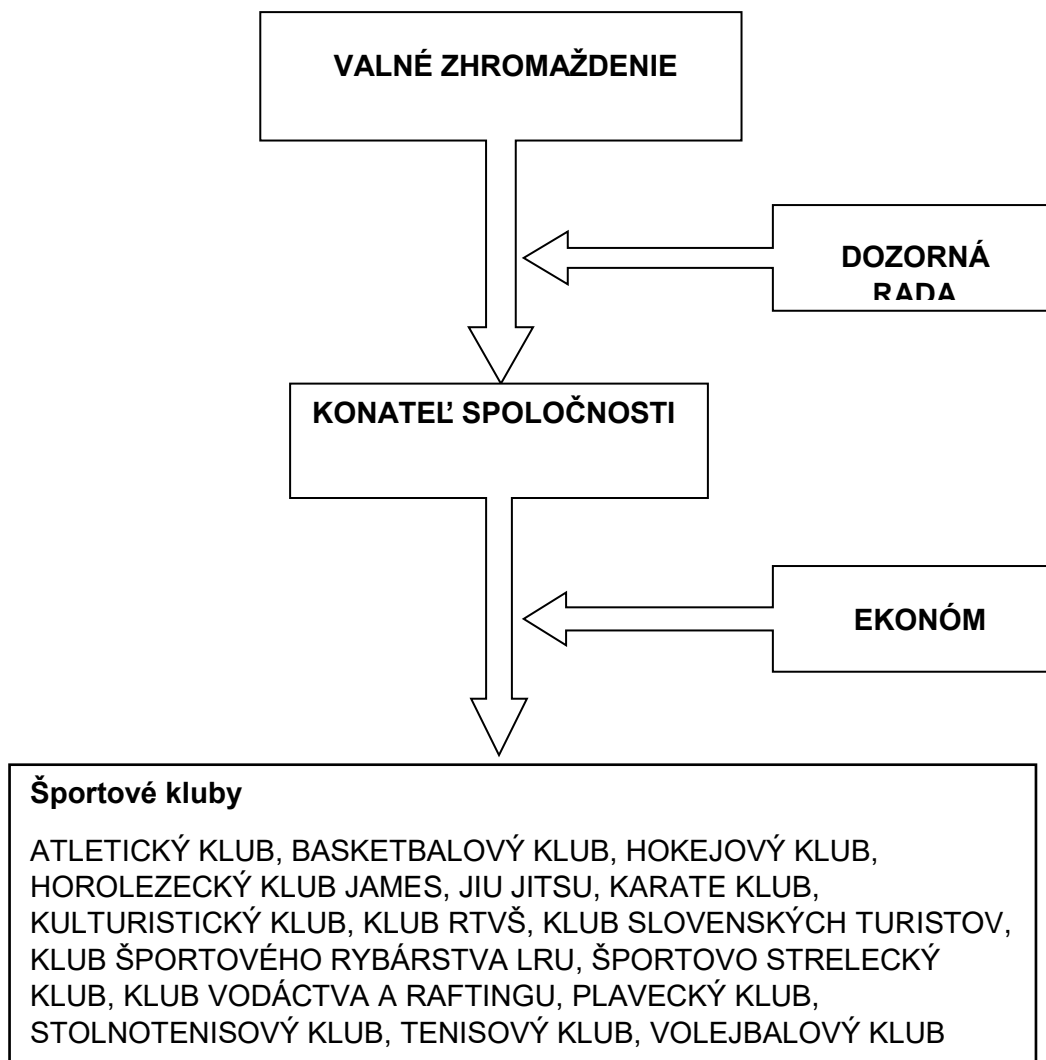 VALNÉ ZHROMAŽDENIE
DOZORNÁ
RADA
KONATEĽ SPOLOČNOSTI
EKONÓM
Športové kluby
ATLETICKÝ KLUB, BASKETBALOVÝ KLUB, HOKEJOVÝ KLUB,
HOROLEZECKÝ KLUB JAMES, JIU JITSU, KARATE KLUB,
KULTURISTICKÝ KLUB, KLUB RTVŠ, KLUB SLOVENSKÝCH TURISTOV,
KLUB ŠPORTOVÉHO RYBÁRSTVA LRU, ŠPORTOVO STRELECKÝ
KLUB, KLUB VODÁCTVA A RAFTINGU, PLAVECKÝ KLUB,
STOLNOTENISOVÝ KLUB, TENISOVÝ KLUB, VOLEJBALOVÝ KLUB